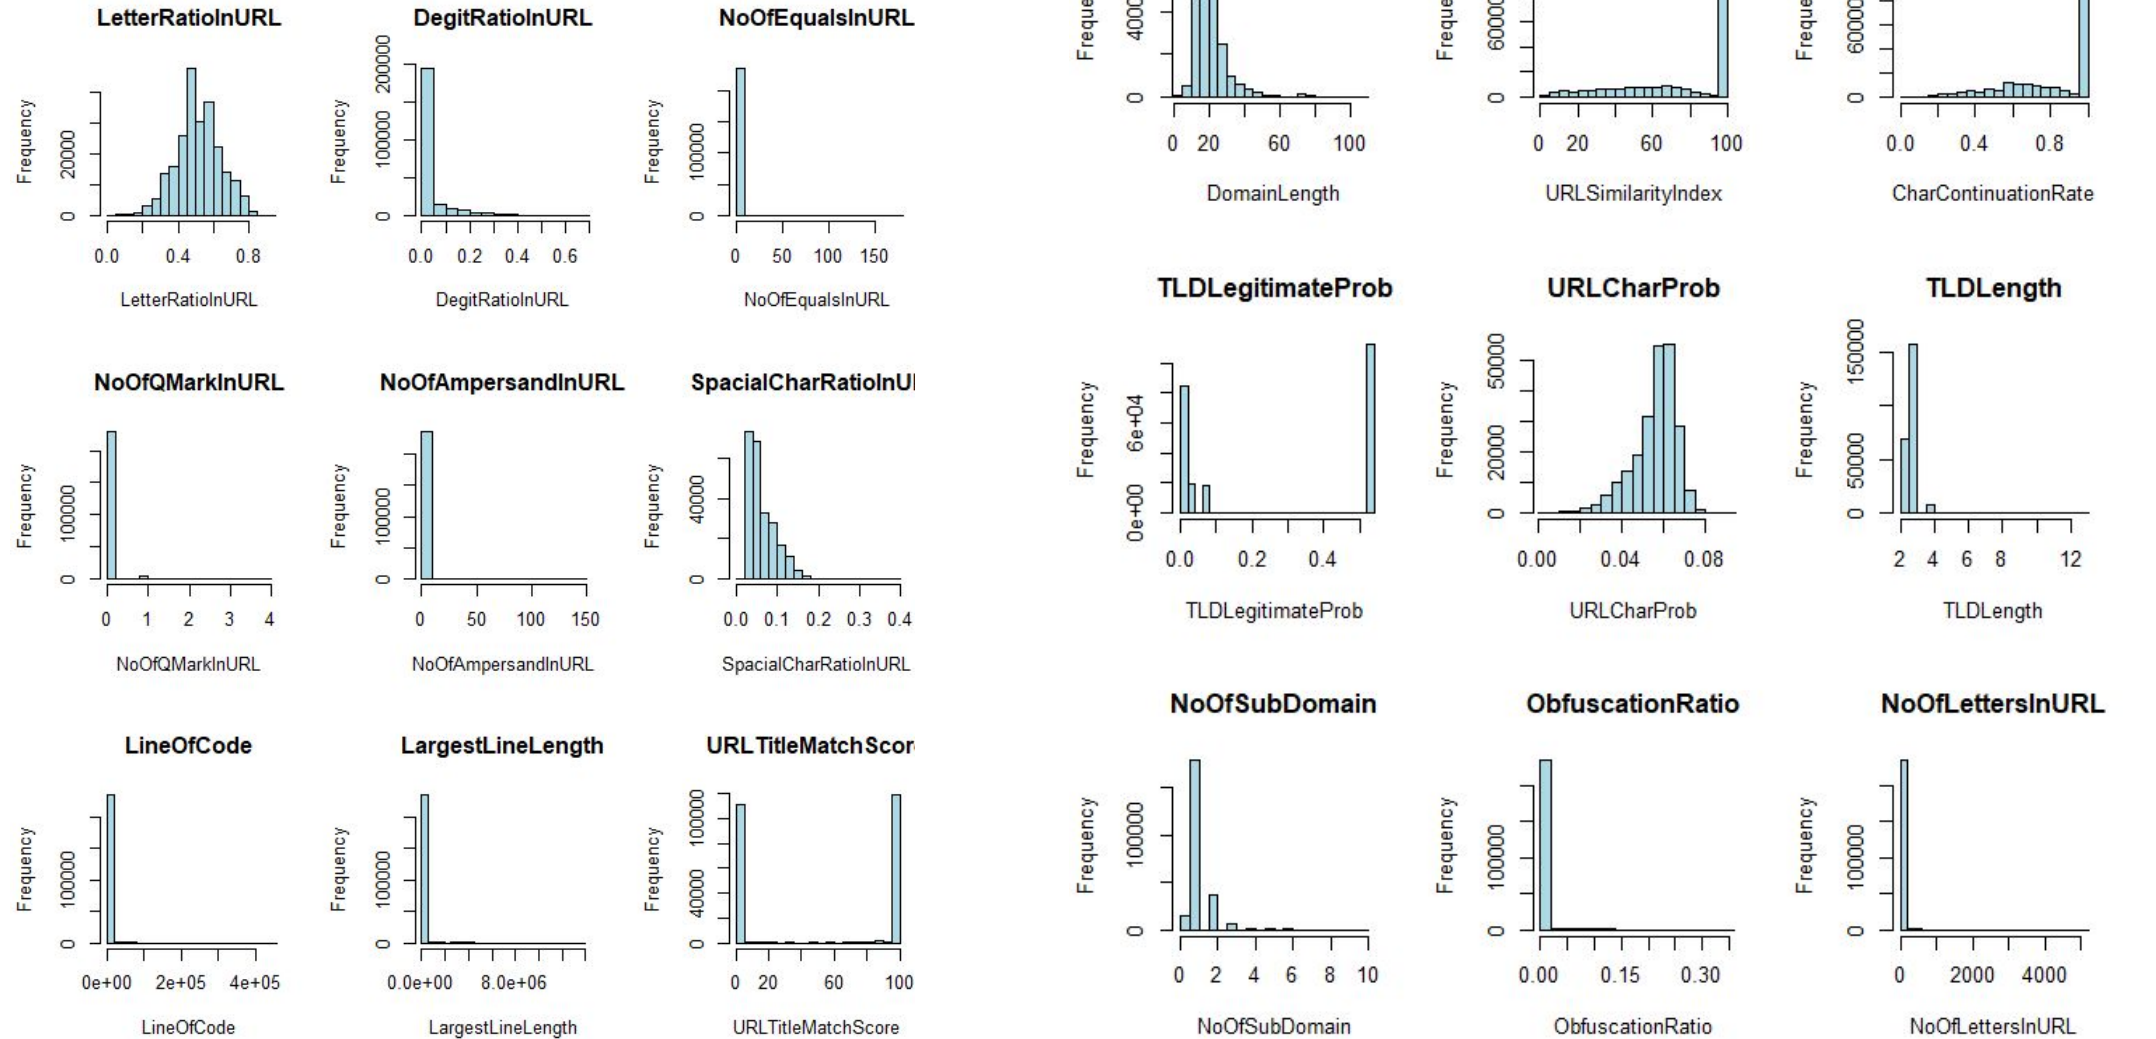 LetterRatioInURL
Frequency
0 20000
0.0 0.4 0.8
LetterRatioInURL
DegitRatioInURL
Frequency
0 100000 200000
0.0 0.2 0.4 0.6
DegitRatioInURL
NoOfEqualsInURL
Frequency
0 100000
0 50 100 150
NoOfEqualsInURL
NoOfQMarkInURL
Frequency
0 100000
0 1 2 3 4
NoOfQMarkInURL
NoOfAmpersandInURL
Frequency
0 100000
0 50 100 150
NoOfAmpersandInURL
SpacialCharRatioInU
Frequency
0 40000
0.0 0.1 0.2 0.3 0.4
SpacialCharRatioInURL
LineOfCode
Frequency
0 100000
0e+00 2e+05 4e+05
LineOfCode
LargestLineLength
Frequency
0 100000
0.0e+00 8.0e+06
LargestLineLength
URLTitleMatchScor
Frequency
0 40000 100000
0 20 60 100
URLTitleMatchScore
Freque
0
0 20 60 100
DomainLength
Freque
0
0 20 60 100
URLSimilarityIndex
Freque
0
0.0 0.4 0.8
CharContinuationRate
TLDLegitimateProb
Frequency
0e+00 6e+04
0.0 0.2 0.4
TLDLegitimateProb
URLCharProb
Frequency
0 20000 50000
0.00 0.04 0.08
URLCharProb
TLDLength
Frequency
0 50000 150000
2 4 6 8 12
TLDLength
NoOfSubDomain
Frequency
0 100000
0 2 4 6 8 10
NoOfSubDomain
ObfuscationRatio
Frequency
0 100000
0.00 0.15 0.30
ObfuscationRatio
NoOfLettersInURL
Frequency
0 100000
0 2000 4000
NoOfLettersInURL